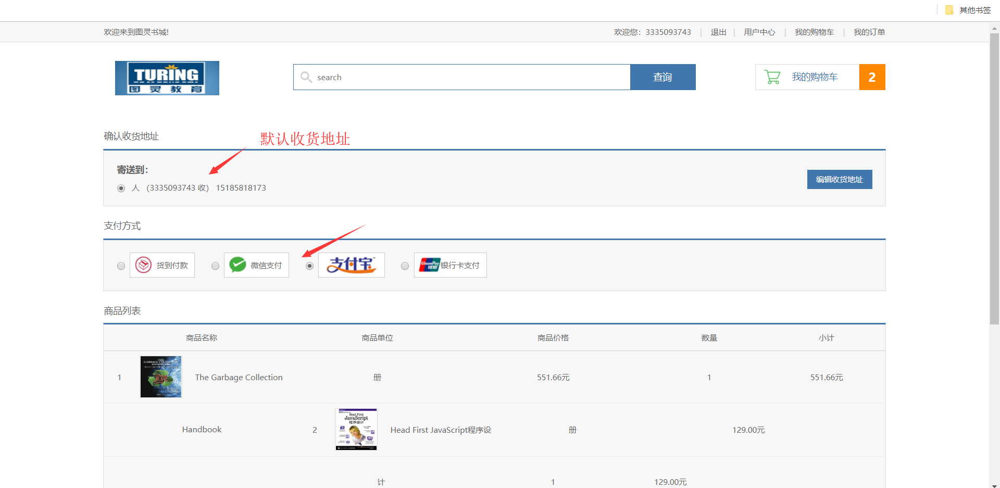 其他书签
欢迎来到图灵书城!
欢迎您：3335093743 | 退出 | 用户中心 | 我的购物车 | 我的订单
TURING
图灵教育
search
查询
我的购物车
2
确认收货地址
默认收货地址
寄送到：
人 （3335093743 收） 15185818173
编辑收货地址
支付方式
货到付款
微信支付
支付宝
UnionPay
银联
银行卡支付
商品列表
商品名称 商品单位 商品价格 数量 小计
THE
GARBAGE COLLECTION
HANDBOOK
1 The Garbage Collection 册 551.66元 1 551.66元
Head First
JavaScript
程序设计
Handbook 2 Head First JavaScript程序设 册 129.00元
计 1 129.00元